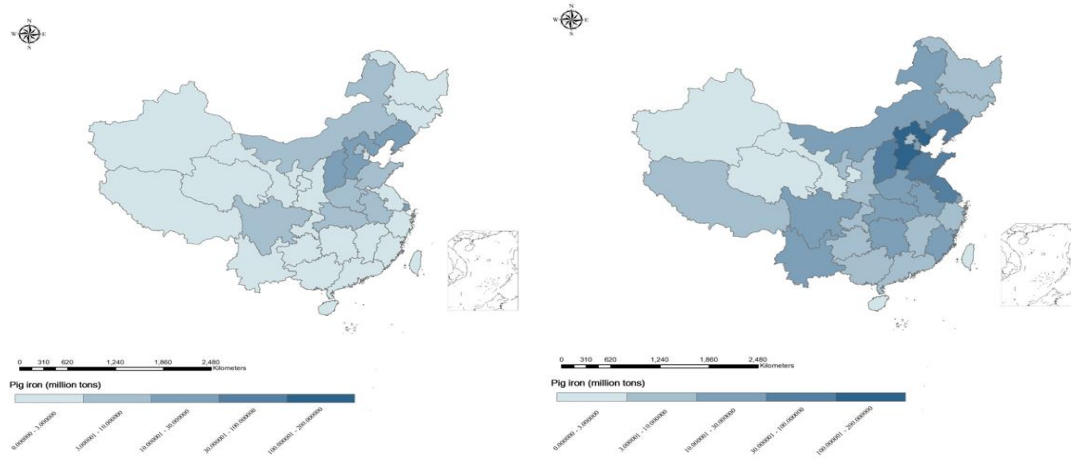 N
W E
S
0 310 620 1,240 1,860 2,480
Kilometers
Pig iron (million tons)
0.000000 - 3.000000
3.000001 - 10.000000
10.000001 - 30.000000
30.000001 - 100.000000
100.000001 - 200.000000
N
W E
S
0 310 620 1,240 1,860 2,480
Kilometers
Pig iron (million tons)
0.000000 - 3.000000
3.000001 - 10.000000
10.000001 - 30.000000
30.000001 - 100.000000
100.000001 - 200.000000